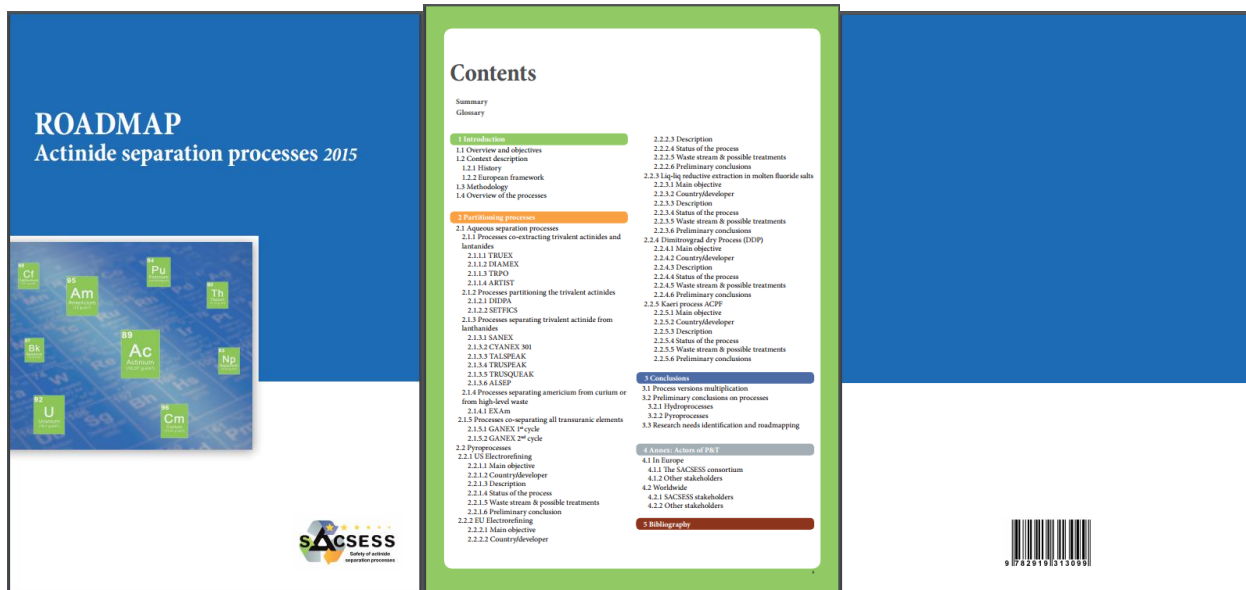 ROADMAP
Actinide separation processes 2015
98
Cf
95
Am
Americium
94
Pu
Plutonium
90
Th
Thorium
89
Ac
Actinium
Bk
Berkelium
Np
92
U
Uranium
96
Cm
Curium
SACSESS
Safety of actinide
separation processes
Contents
Summary
Glossary
1 Introduction
1.1 Overview and objectives
1.2 Context description
1.2.1 History
1.2.2 European framework
1.3 Methodology
1.4 Overview of the processes
2 Partitioning processes
2.1 Aqueous separation processes
2.1.1 Processes co-extracting trivalent actinides and
lantanides
2.1.1.1 TRUEX
2.1.1.2 DIAMEX
2.1.1.3 TRPO
2.1.1.4 ARTIST
2.1.2 Processes partitioning the trivalent actinides
2.1.2.1 DIDPA
2.1.2.2 SETFICS
2.1.3 Processes separating trivalent actinide from
lanthanides
2.1.3.1 SANEX
2.1.3.2 CYANEX 301
2.1.3.3 TALSPEAK
2.1.3.4 TRUSPEAK
2.1.3.5 TRUSQUEAK
2.1.3.6 ALSEP
2.1.4 Processes separating americium from curium or
from high-level waste
2.1.4.1 EXAm
2.1.5 Processes co-separating all transuranic elements
2.1.5.1 GANEX 1st cycle
2.1.5.2 GANEX 2nd cycle
2.2 Pyroprocesses
2.2.1 US Electrorefining
2.2.1.1 Main objective
2.2.1.2 Country/developer
2.2.1.3 Description
2.2.1.4 Status of the process
2.2.1.5 Waste stream & possible treatments
2.2.1.6 Preliminary conclusion
2.2.2 EU Electrorefining
2.2.2.1 Main objective
2.2.2.2 Country/developer
2.2.2.3 Description
2.2.2.4 Status of the process
2.2.2.5 Waste stream & possible treatments
2.2.2.6 Preliminary conclusions
2.2.3 Liq-liq reductive extraction in molten fluoride salts
2.2.3.1 Main objective
2.2.3.2 Country/developer
2.2.3.3 Description
2.2.3.4 Status of the process
2.2.3.5 Waste stream & possible treatments
2.2.3.6 Preliminary conclusions
2.2.4 Dimitrovgrad dry Process (DDP)
2.2.4.1 Main objective
2.2.4.2 Country/developer
2.2.4.3 Description
2.2.4.4 Status of the process
2.2.4.5 Waste stream & possible treatments
2.2.4.6 Preliminary conclusions
2.2.5 Kaeri process ACPF
2.2.5.1 Main objective
2.2.5.2 Country/developer
2.2.5.3 Description
2.2.5.4 Status of the process
2.2.5.5 Waste stream & possible treatments
2.2.5.6 Preliminary conclusions
3 Conclusions
3.1 Process versions multiplication
3.2 Preliminary conclusions on processes
3.2.1 Hydroprocesses
3.2.2 Pyroprocesses
3.3 Research needs identification and roadmapping
4 Annex: Actors of P&T
4.1 In Europe
4.1.1 The SACSESS consortium
4.1.2 Other stakeholders
4.2 Worldwide
4.2.1 SACSESS stakeholders
4.2.2 Other stakeholders
5 Bibliography
9 782919 313099